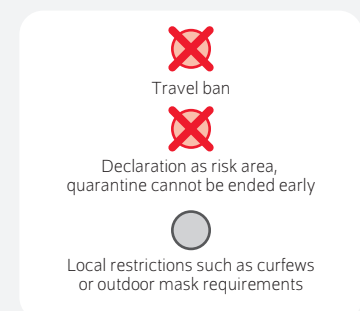 Travel ban
Declaration as risk area,
quarantine cannot be ended early
Local restrictions such as curfews
or outdoor mask requirements